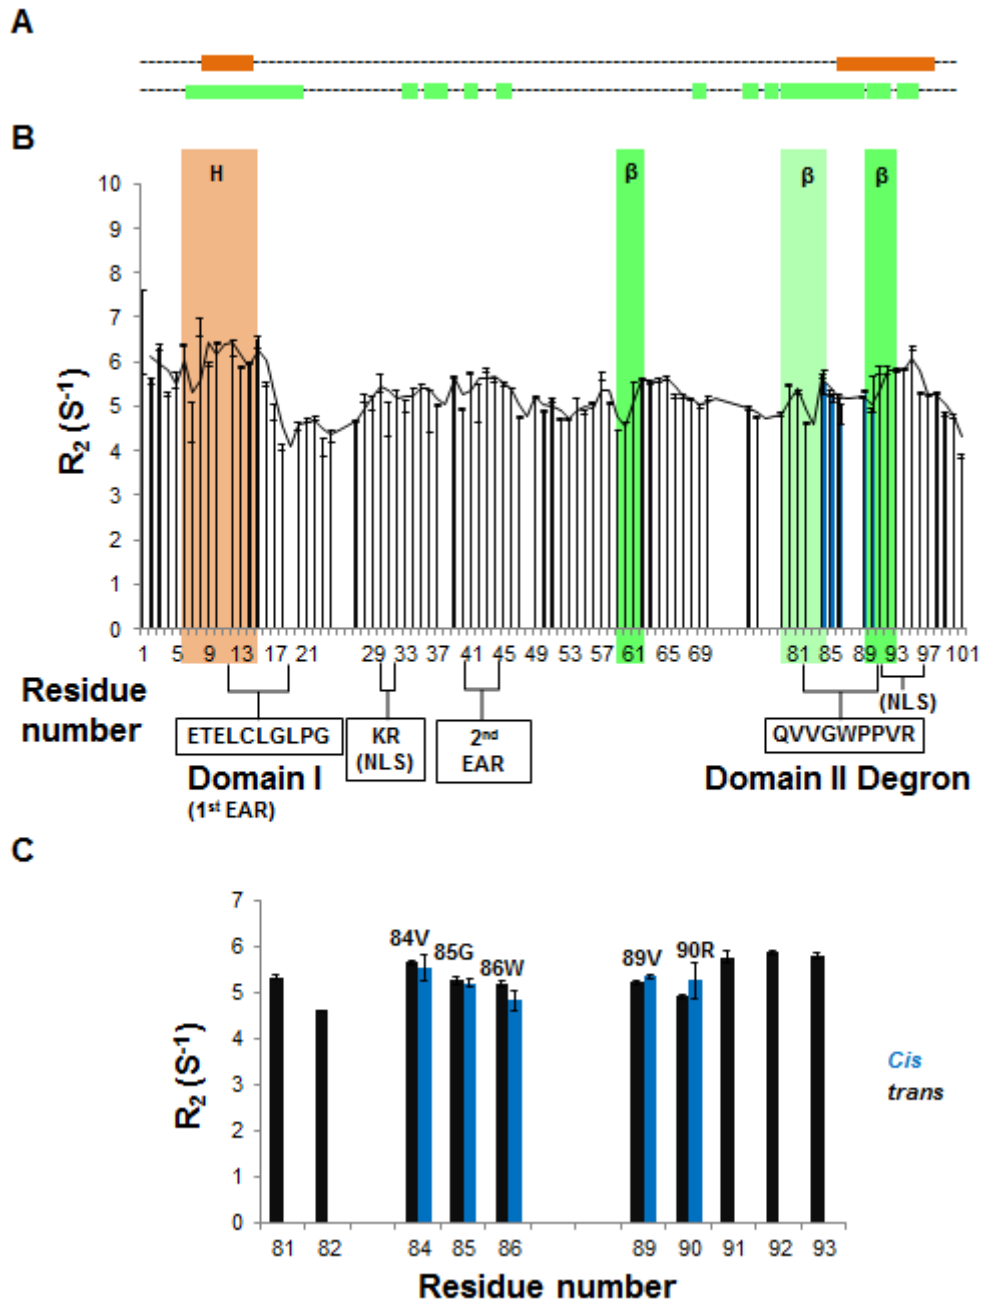 A
B
H
β
β
β
10
9
8
7
6
5
4
3
2
1
0
R2 (S-1)
1 5 9 13 17 21 29 33 37 41 45 49 53 57 61 65 69 81 85 89 93 97 101
Residue
number
ETELCLGLPG
KR
(NLS)
2nd
EAR
(NLS)
QVVGWPPVR
Domain I
(1st EAR)
Domain II Degron
C
7
6
5
4
3
2
1
0
R2 (S-1)
84V
85G
86W
89V
90R
Cis
trans
81 82 84 85 86 89 90 91 92 93
Residue number